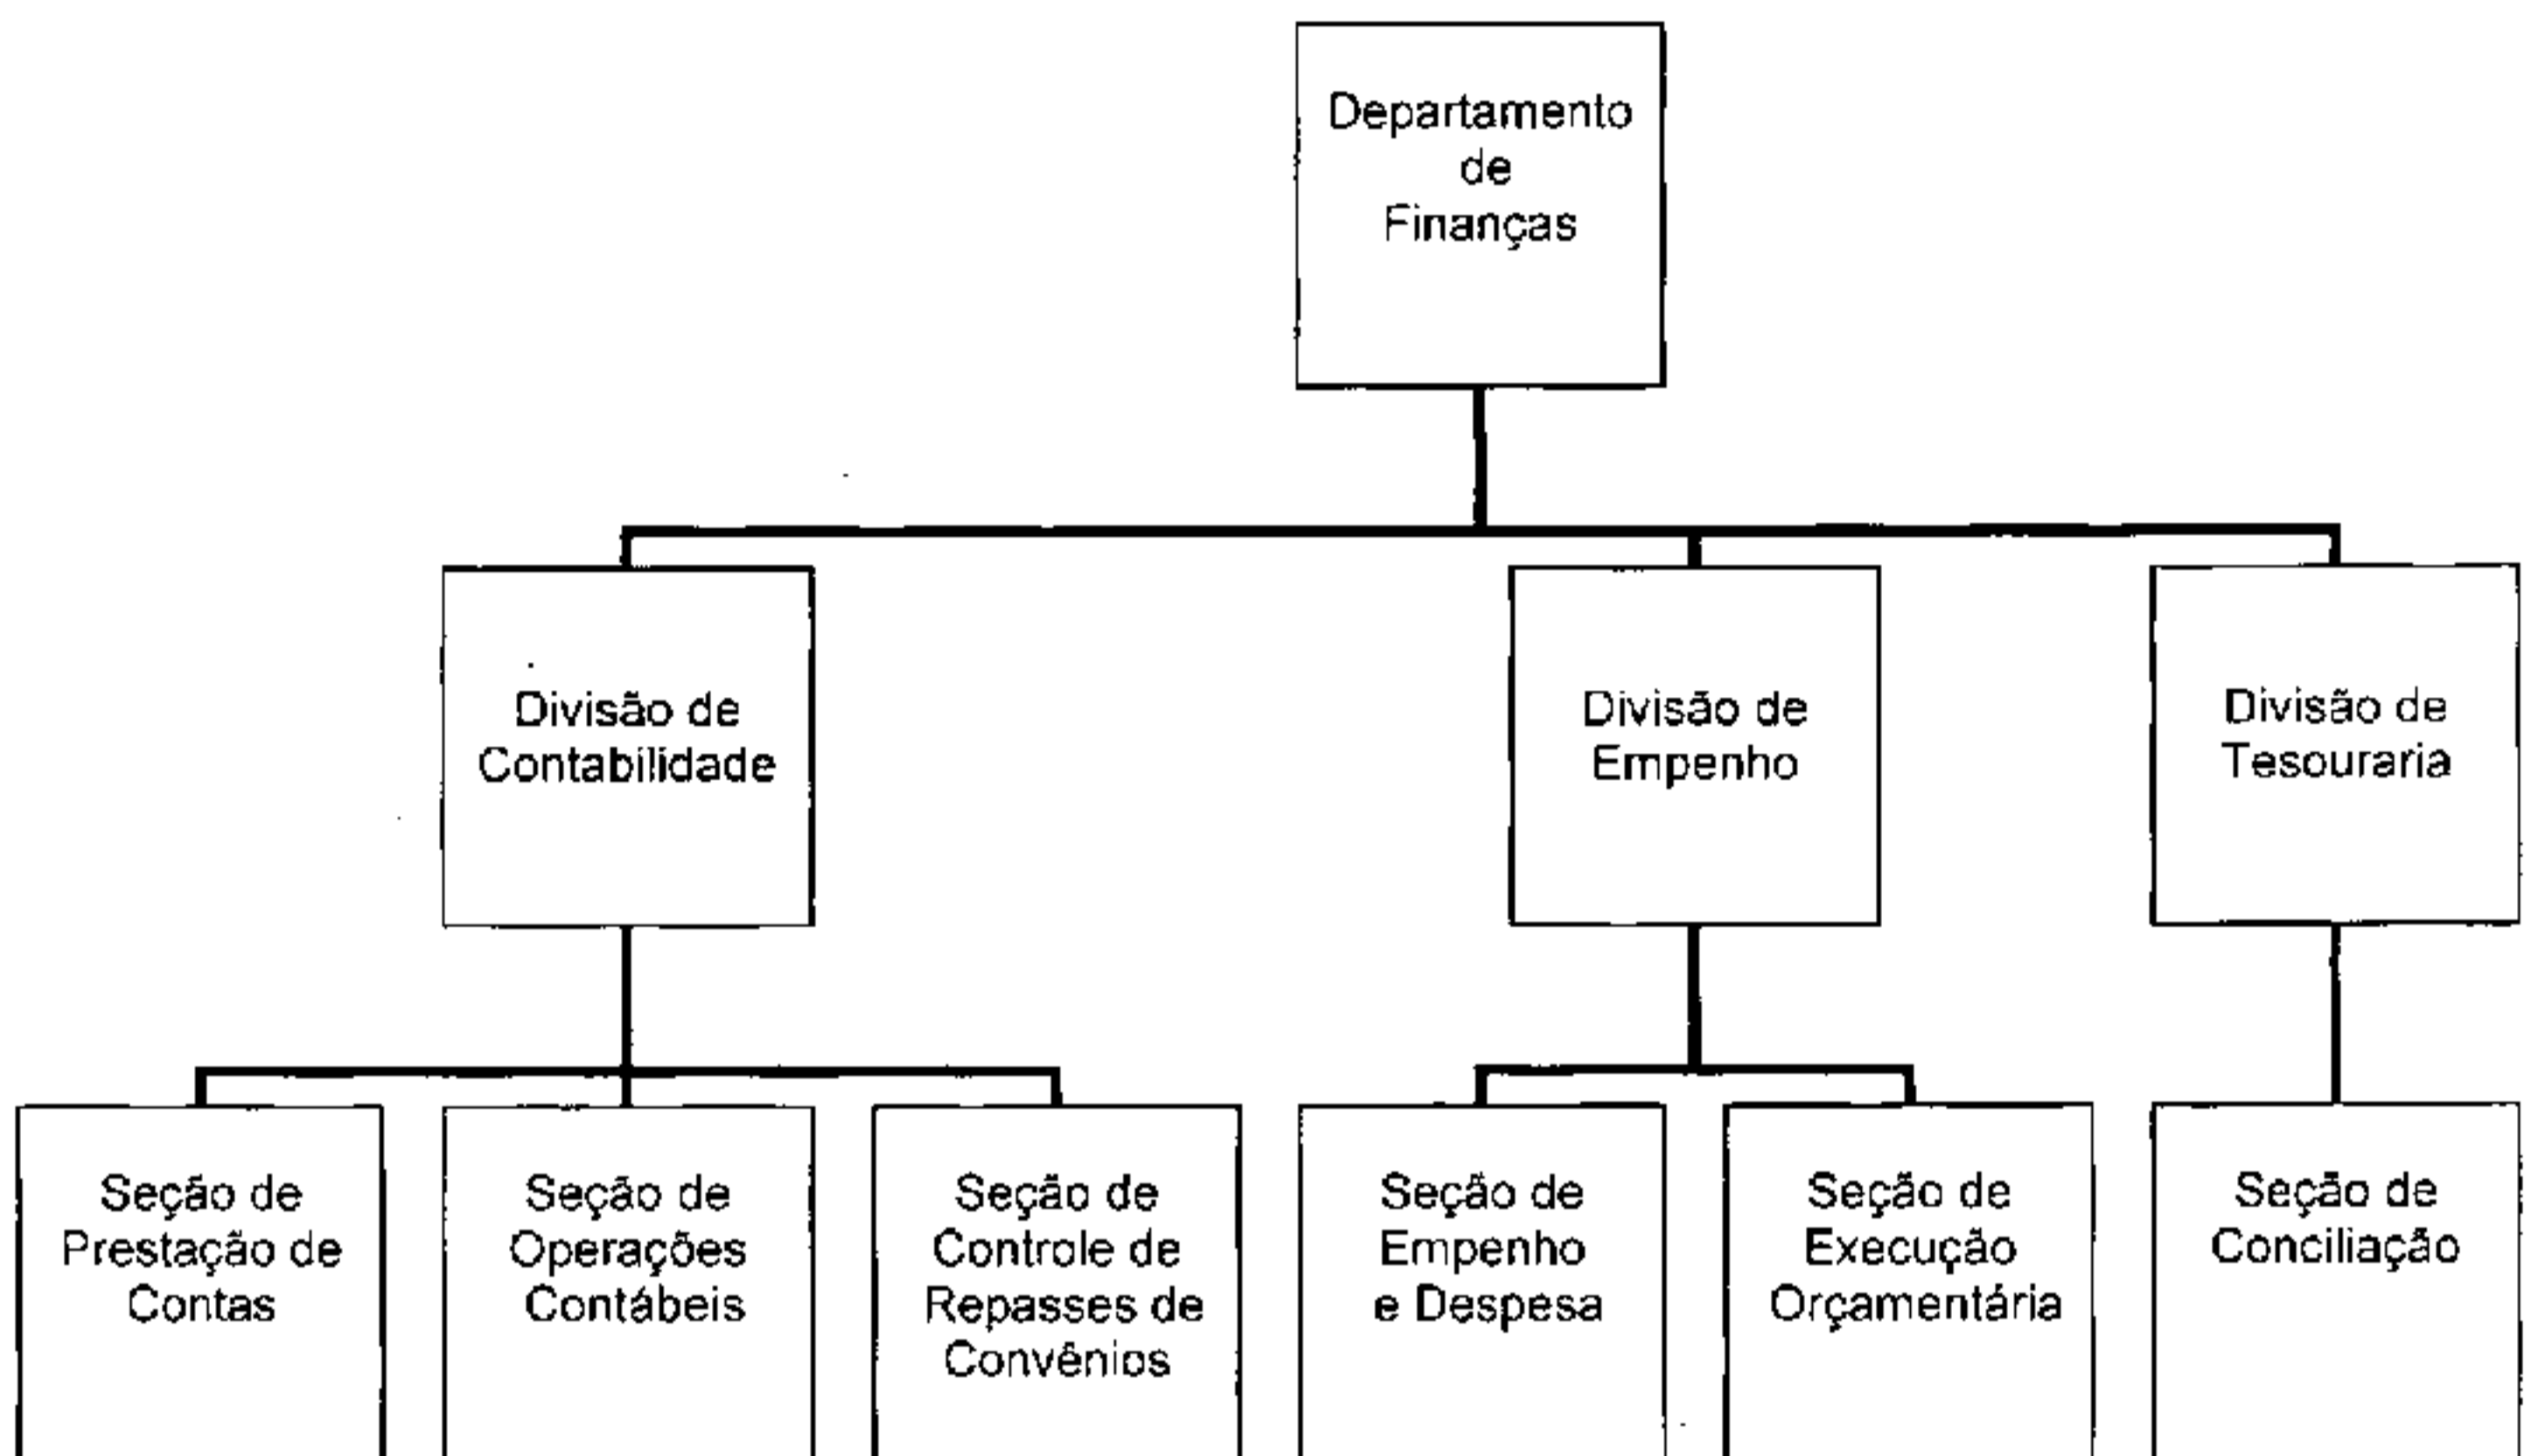 Departamento
de
Finanças
Divisão de
Contabilidade
Divisão de
Empenho
Divisão de
Tesouraria
Seção de
Prestação de
Contas
Seção de
Operações
Contábeis
Seção de
Controle de
Repasses de
Convênios
Seção de
Empenho
e Despesa
Seção de
Execução
Orçamentária
Seção de
Conciliação